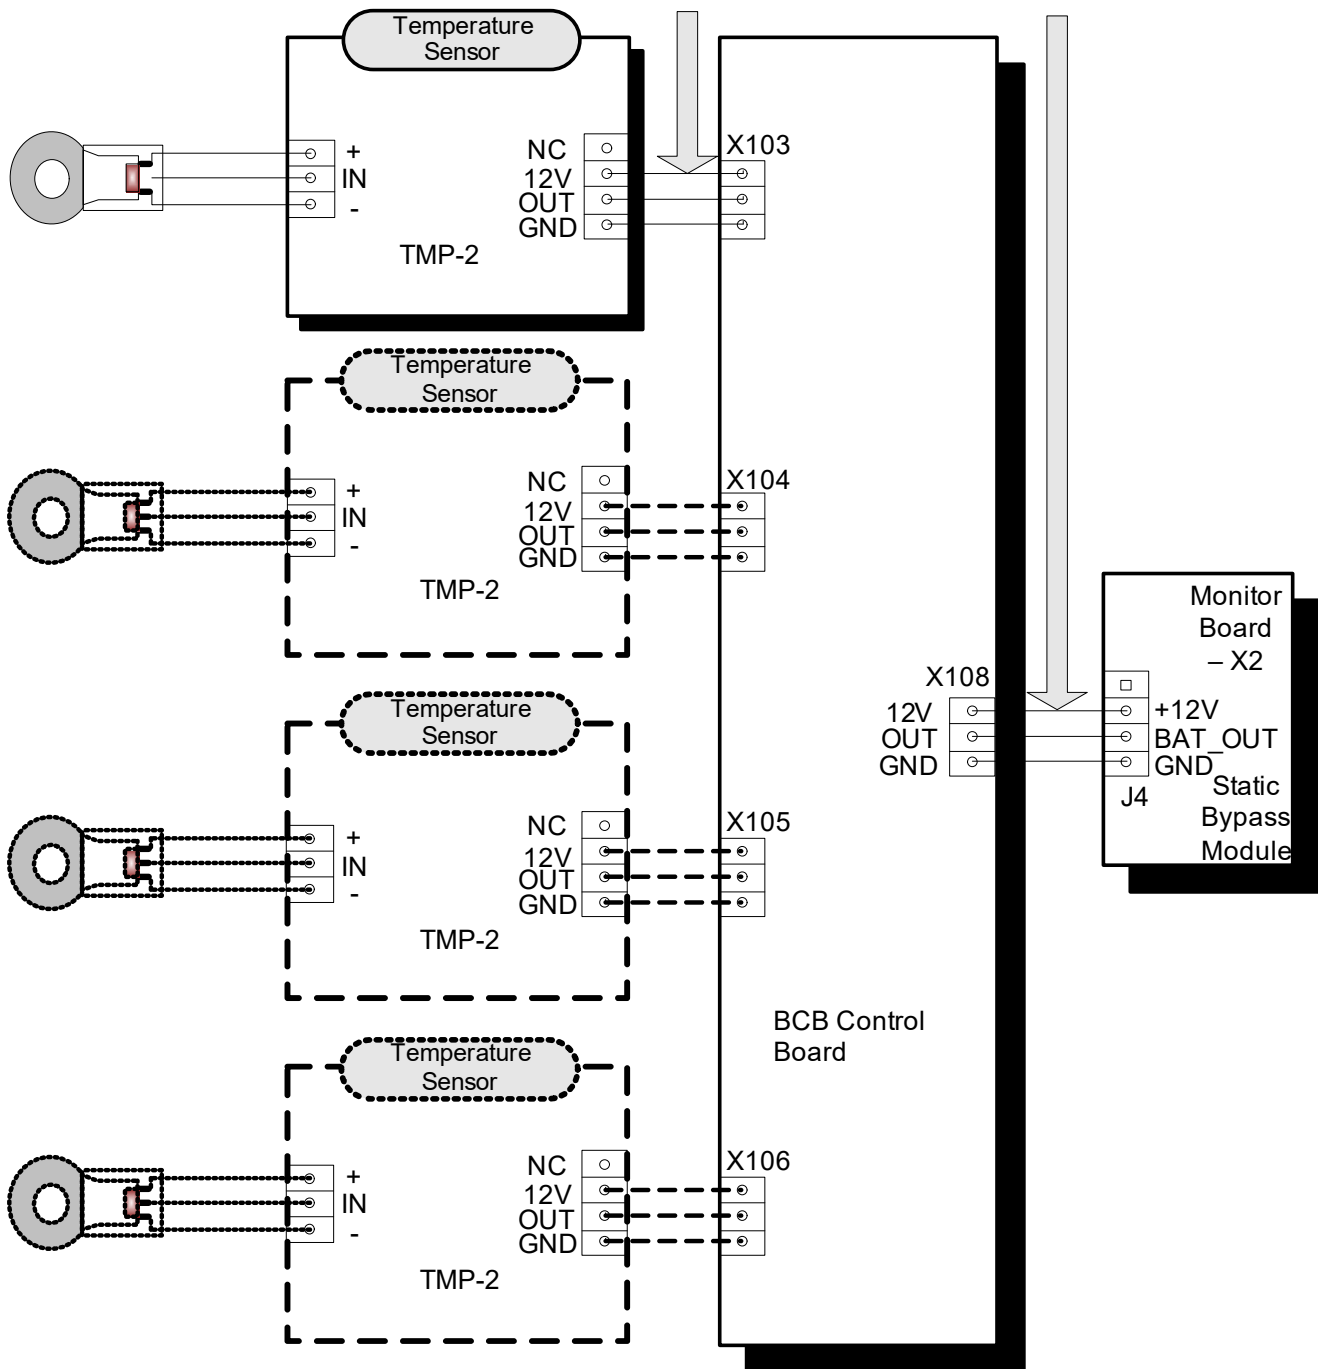 Temperature
Sensor
+
IN
-
NC
12V
OUT
GND
TMP-2
X103
Temperature
Sensor
+
IN
-
NC
12V
OUT
GND
TMP-2
X104
Monitor
Board
– X2
X108
12V
OUT
GND
+12V
BAT_OUT
GND
J4
Static
Bypass
Module
Temperature
Sensor
+
IN
-
NC
12V
OUT
GND
TMP-2
X105
BCB Control
Board
Temperature
Sensor
+
IN
-
NC
12V
OUT
GND
TMP-2
X106